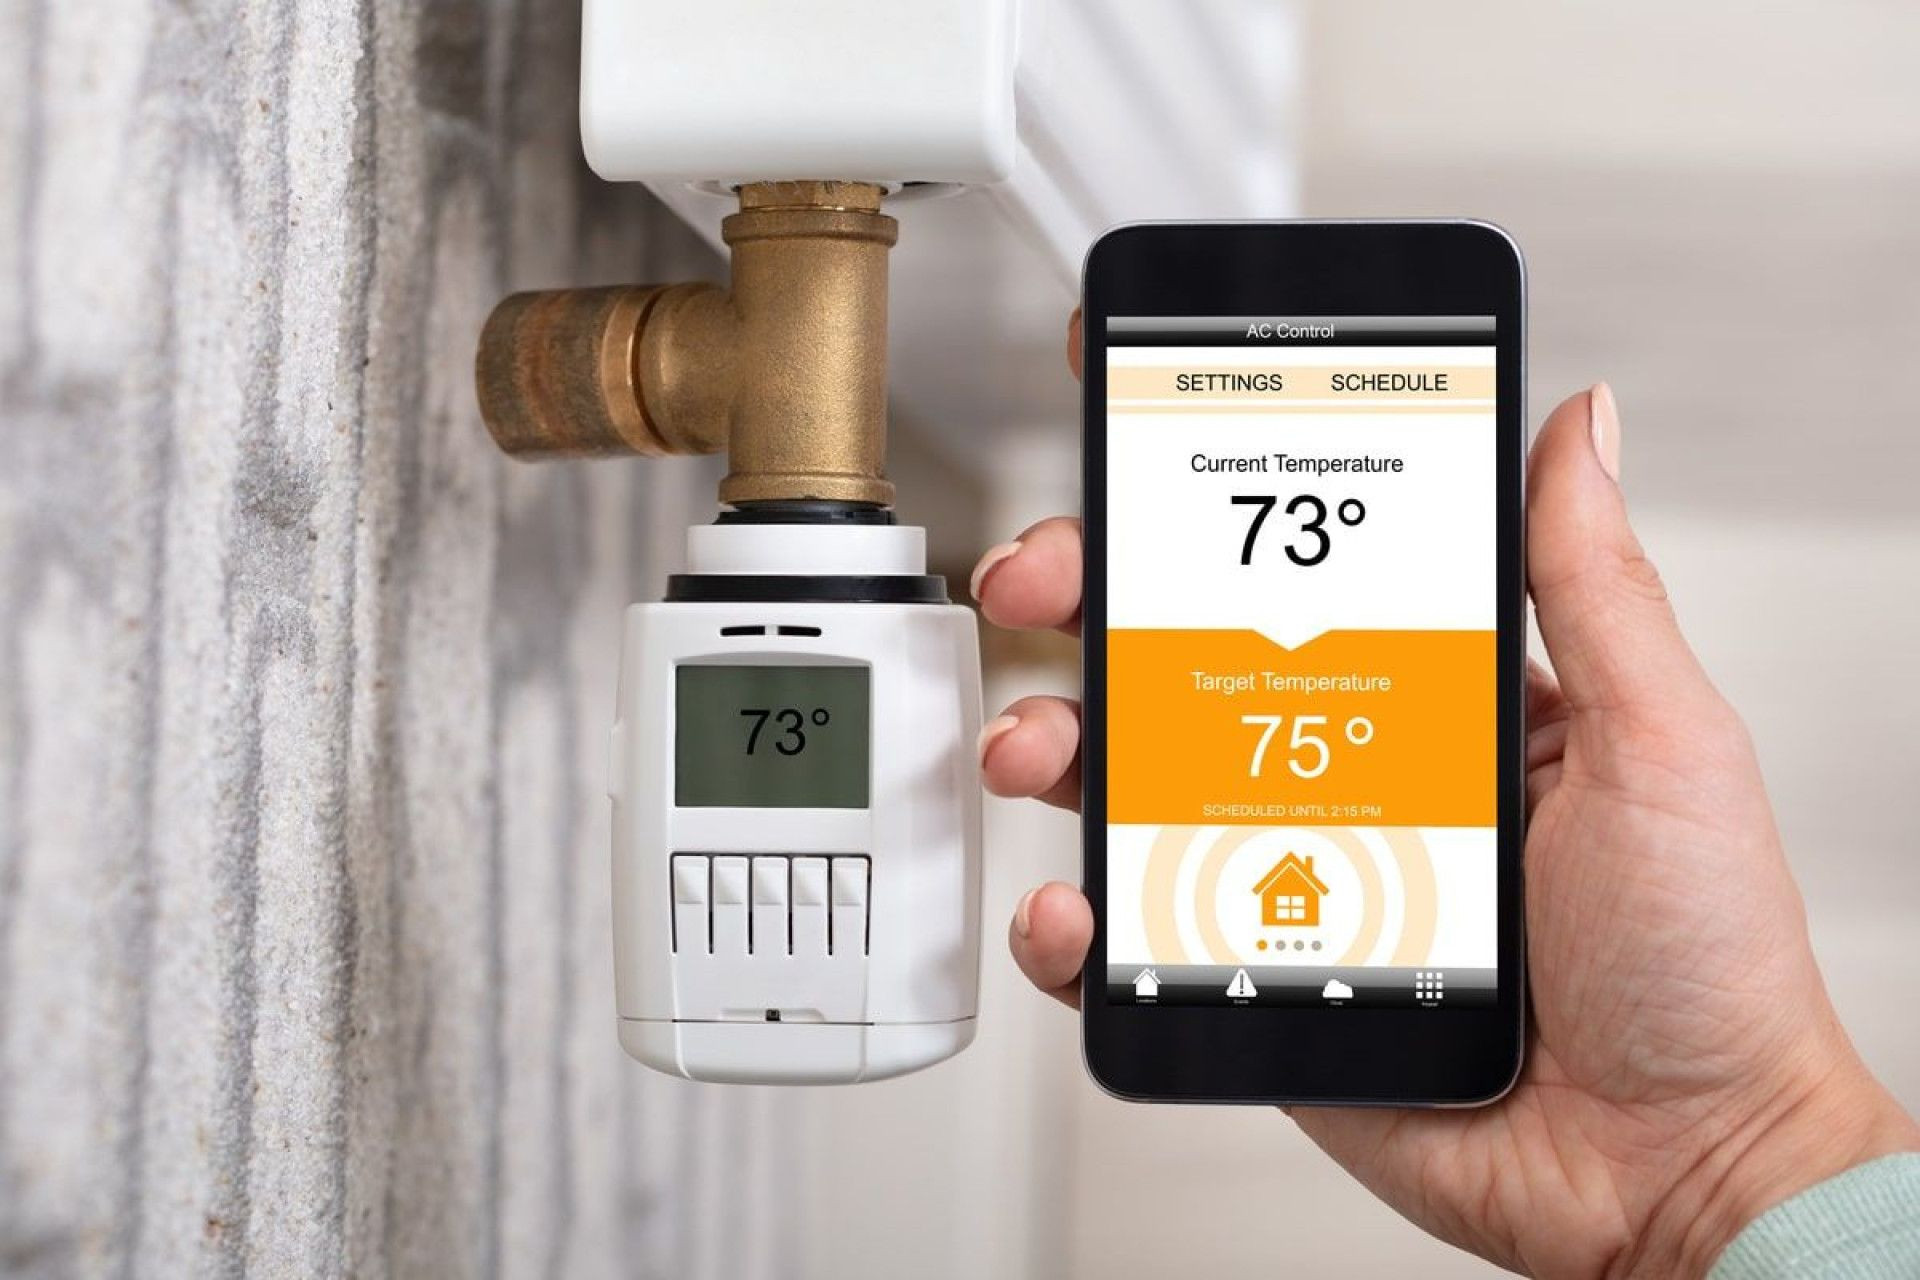 AC Control
SETTINGS SCHEDULE
Current Temperature
73°
Target Temperature
75°
SCHEDULED UNTIL 2:15 PM
73°